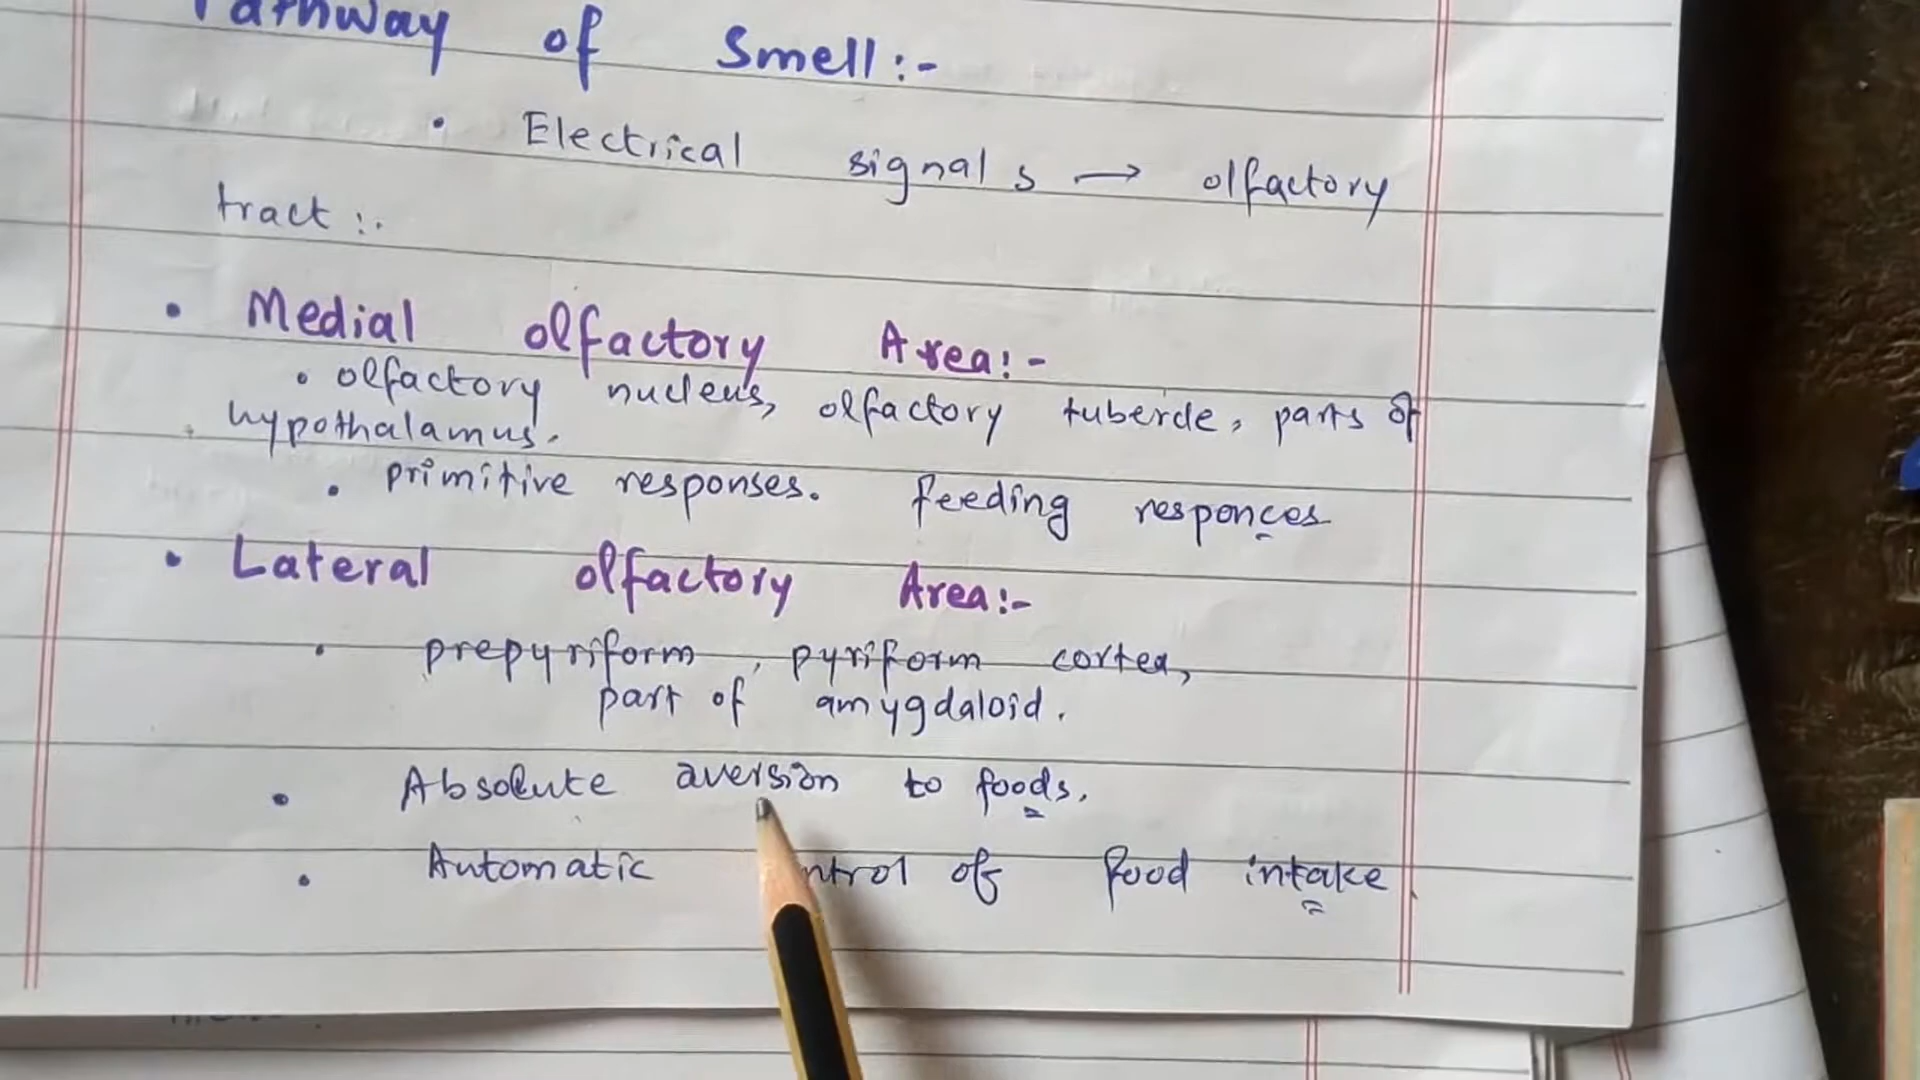 Pathway of Smell:-
• Electrical signals → olfactory
tract :.
• Medial olfactory Area:-
• olfactory nucleus, olfactory tubercle, parts of
hypothalamus.
• primitive responses. feeding responces
• Lateral olfactory Area:-
• prepyriform, pyriform cortex,
part of amygdaloid.
• Absolute aversion to foods.
• Automatic ntrol of food intake.